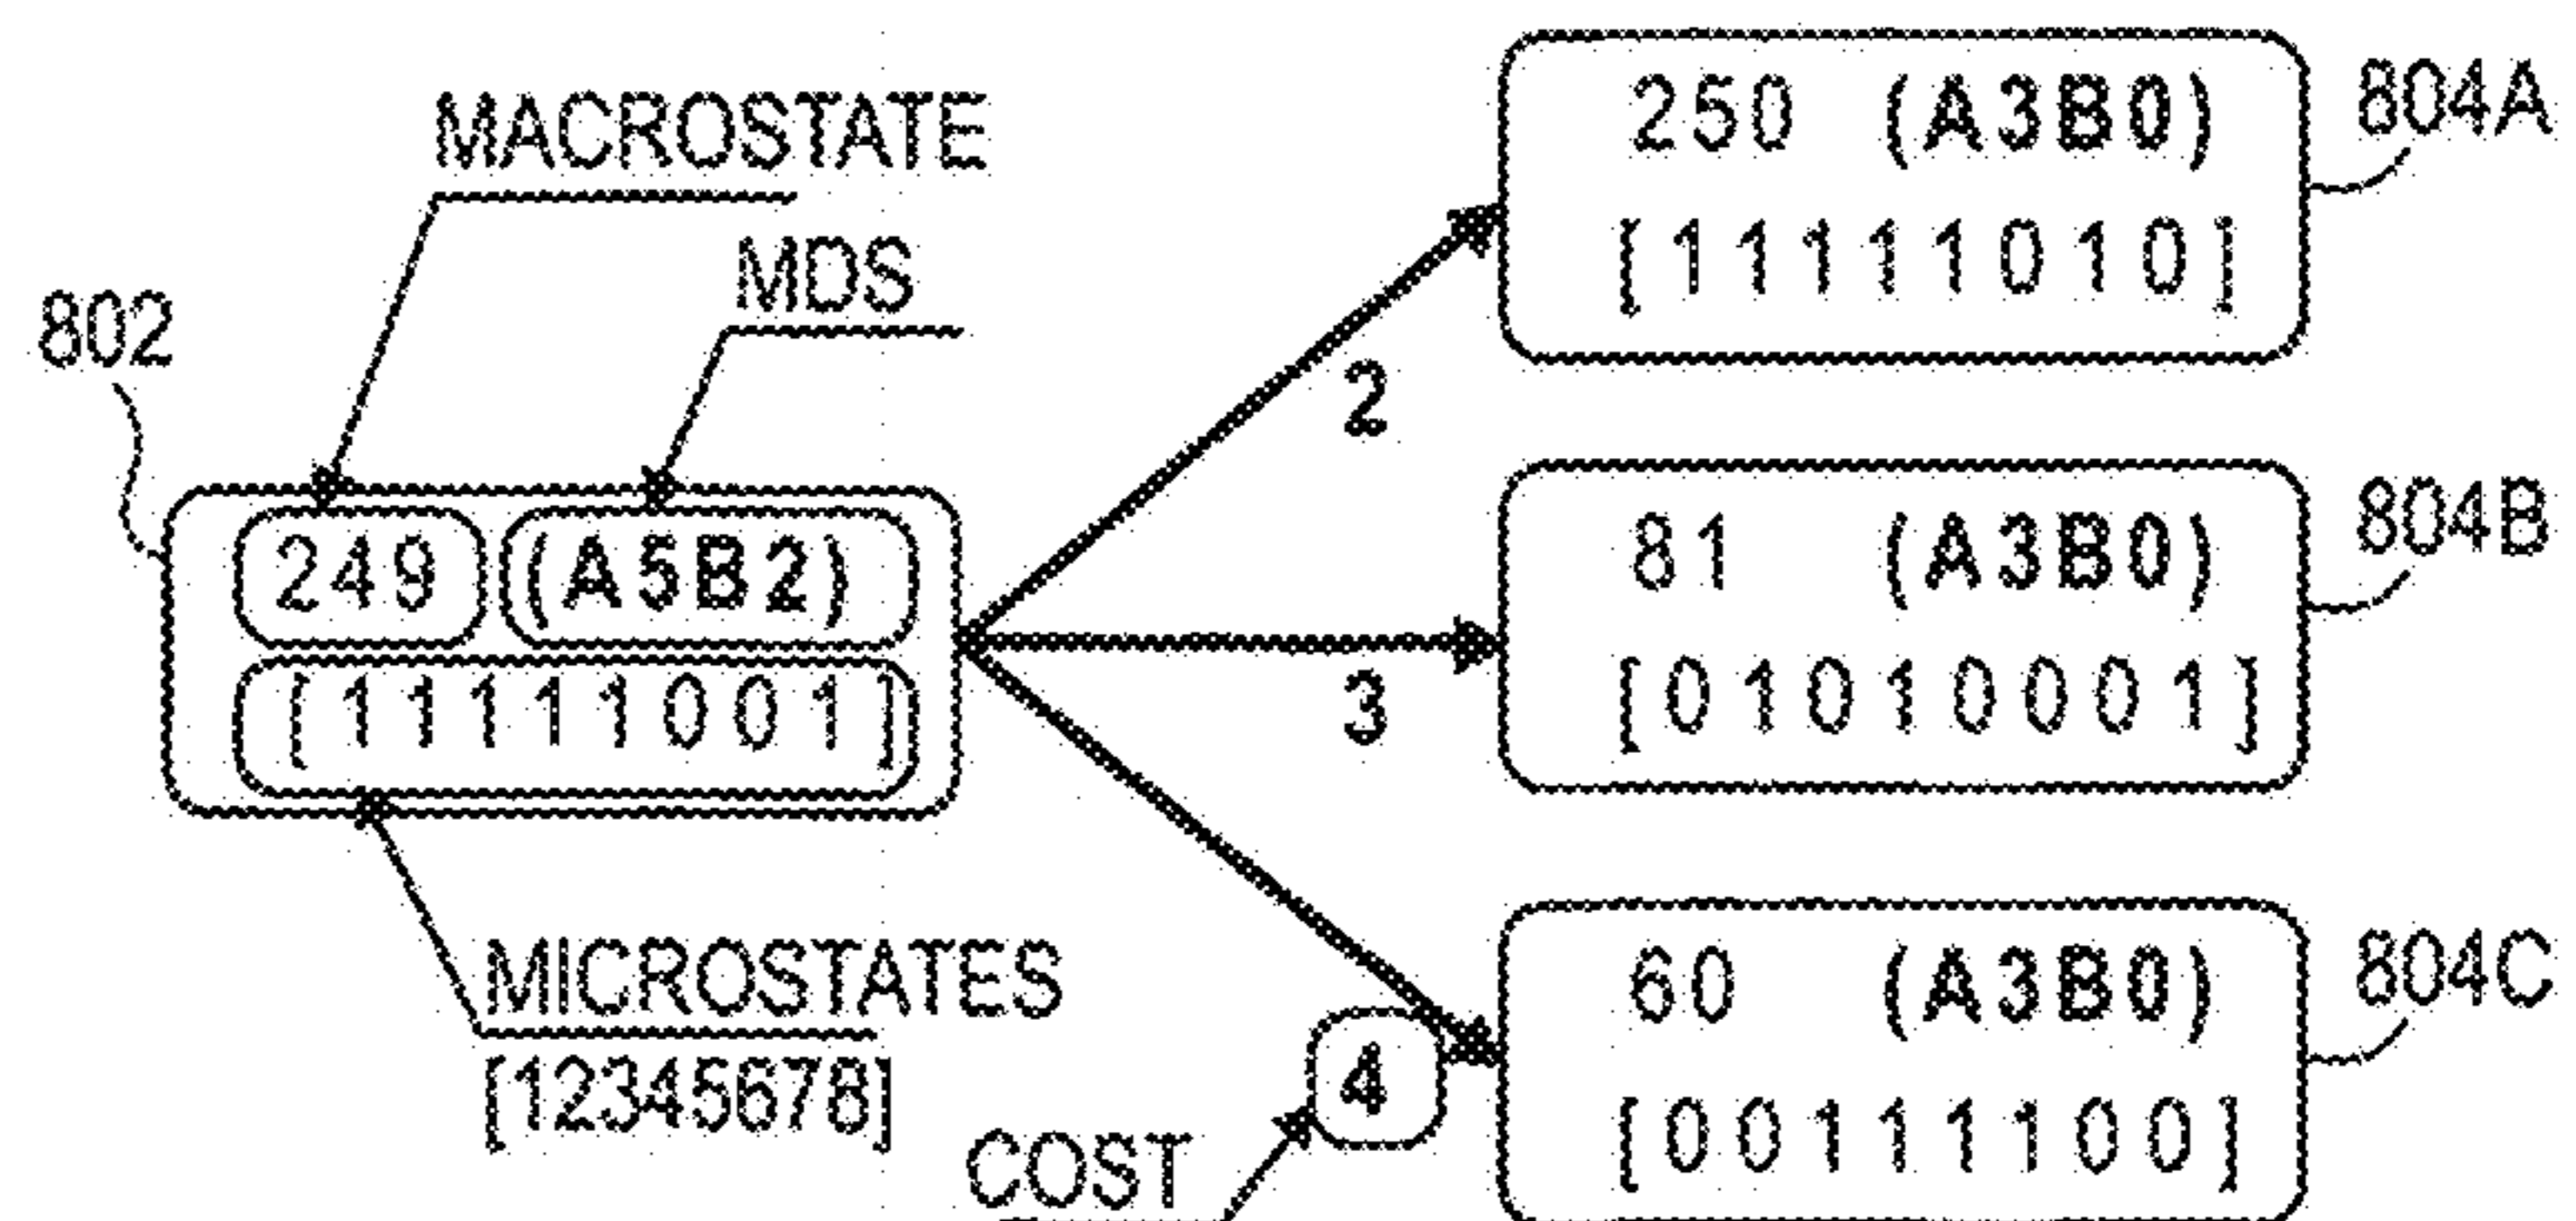 MACROSTATE
MDS
802
249 (A5B2)
[11111001]
MICROSTATES
[12345678]
2
3
4
COST
250 (A3B0)
[11111010]
804A
81 (A3B0)
[01010001]
804B
60 (A3B0)
[00111100]
804C